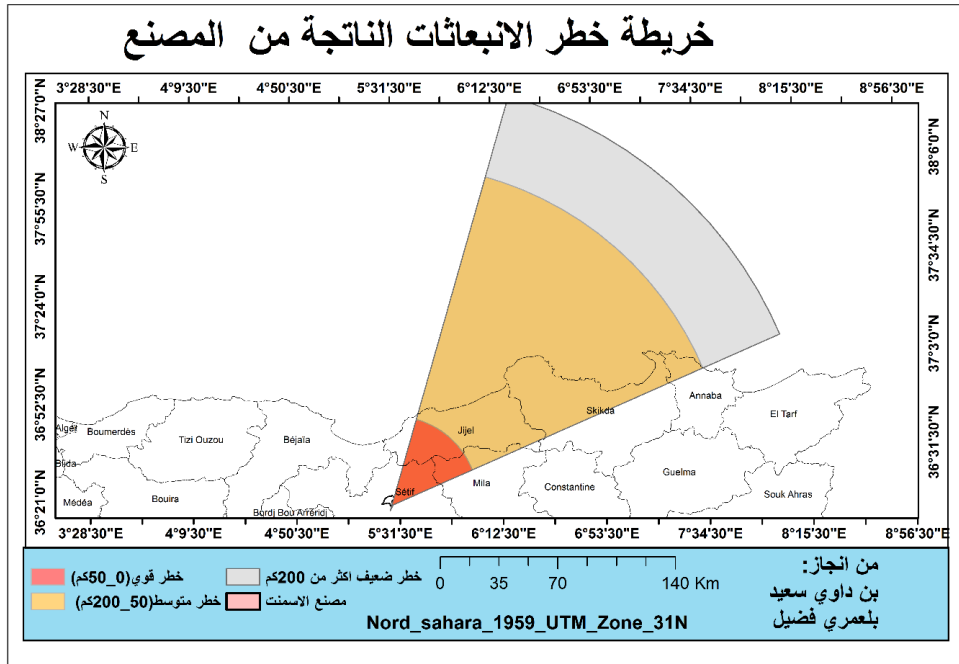 خريطة خطر الانبعاثات الناتجة من المصنع
3°28'30"E 4°9'30"E 4°50'30"E 5°31'30"E 6°12'30"E 6°53'30"E 7°34'30"E 8°15'30"E 8°56'30"E
38°27'0"N
37°55'30"N
37°24'0"N
36°52'30"N
36°21'0"N
38°6'0"N
37°34'30"N
37°3'0"N
36°31'30"N
N
W E
S
Annaba
Skikda
El Tarf
Alger Boumerdès Tizi Ouzou Béjaïa Jijel
Blida
Guelma
Médéa Bouira Sétif Mila Constantine Souk Ahras
Bordj Bou Arréridj
3°28'30"E 4°9'30"E 4°50'30"E 5°31'30"E 6°12'30"E 6°53'30"E 7°34'30"E 8°15'30"E 8°56'30"E
خطر قوي(0_50كم)
خطر متوسط(50_200كم)
خطر ضعيف اكثر من 200كم
مصنع الاسمنت
0 35 70 140 Km
Nord_sahara_1959_UTM_Zone_31N
من انجاز:
بن داوي سعيد
بلعمري فضيل